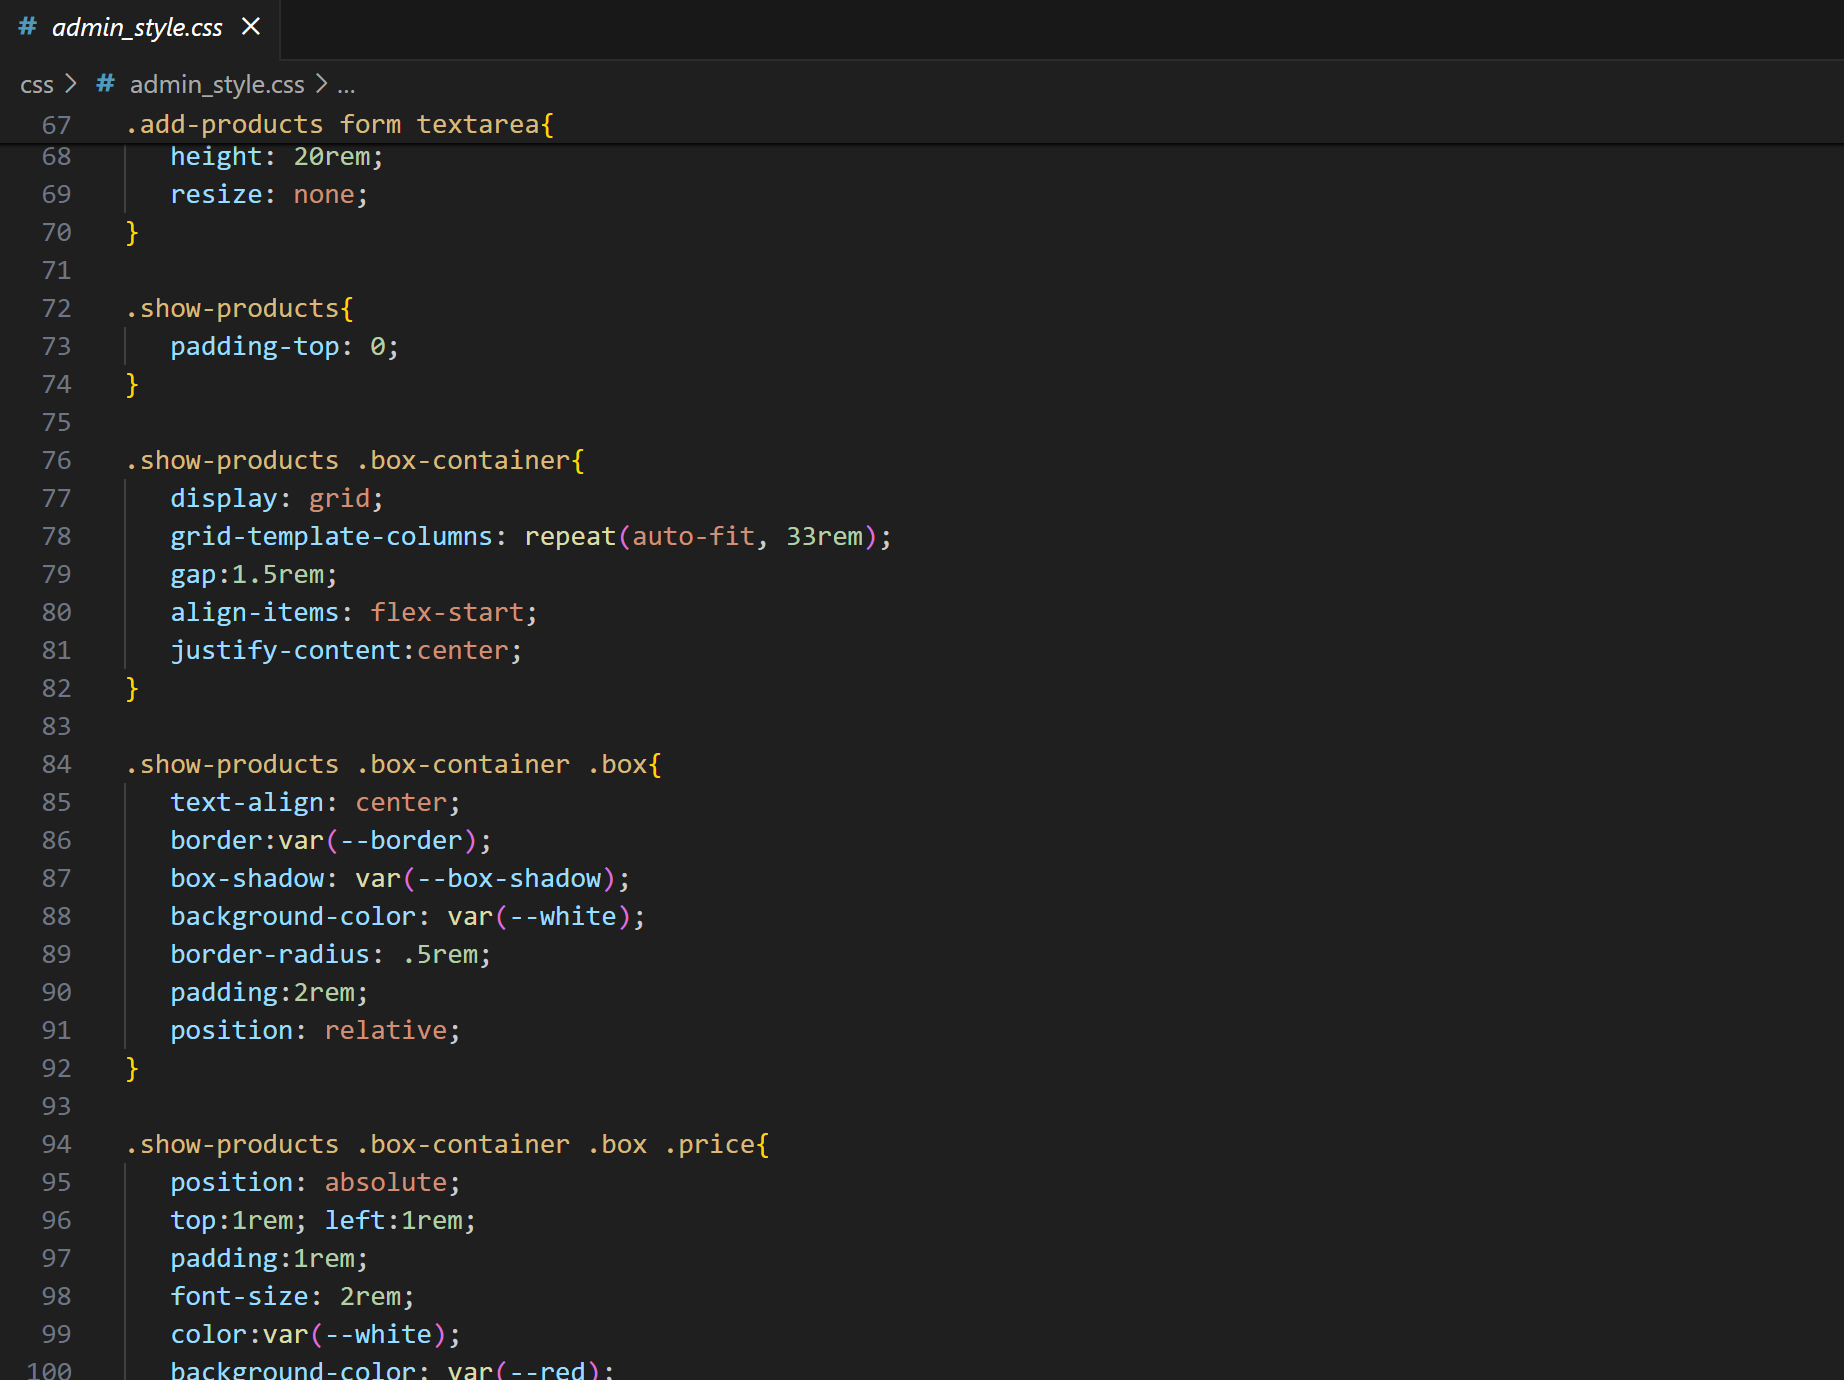 # admin_style.css ×
css > # admin_style.css > ...
67 .add-products form textarea{
68 height: 20rem;
69 resize: none;
70 }
71
72 .show-products{
73 padding-top: 0;
74 }
75
76 .show-products .box-container{
77 display: grid;
78 grid-template-columns: repeat(auto-fit, 33rem);
79 gap:1.5rem;
80 align-items: flex-start;
81 justify-content:center;
82 }
83
84 .show-products .box-container .box{
85 text-align: center;
86 border:var(--border);
87 box-shadow: var(--box-shadow);
88 background-color: var(--white);
89 border-radius: .5rem;
90 padding:2rem;
91 position: relative;
92 }
93
94 .show-products .box-container .box .price{
95 position: absolute;
96 top:1rem; left:1rem;
97 padding:1rem;
98 font-size: 2rem;
99 color:var(--white);
100 background-color: var(--red);